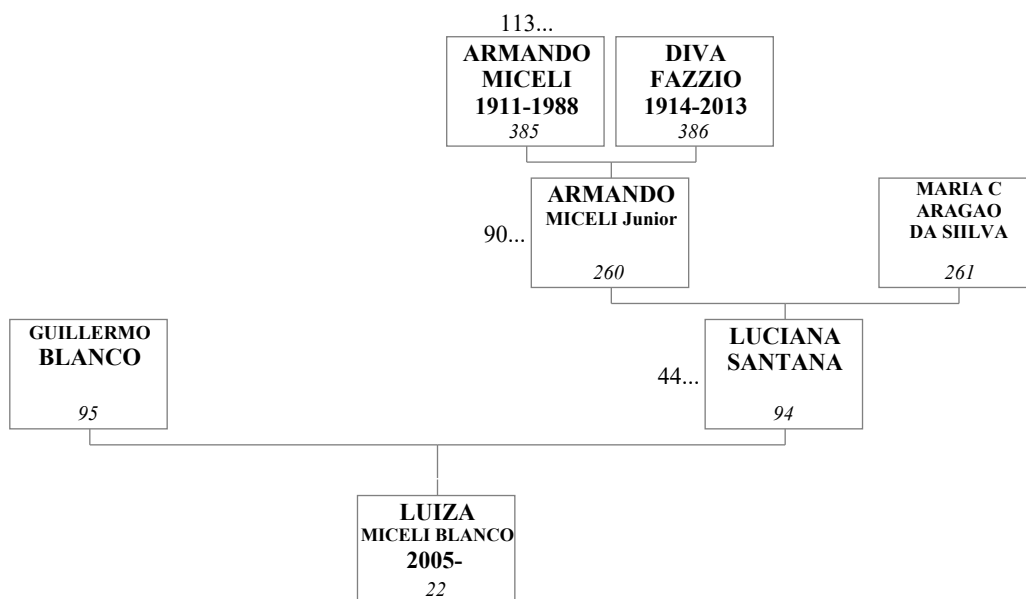 113...
ARMANDO
MICELI
1911-1988
385
DIVA
FAZZIO
1914-2013
386
90...
ARMANDO
MICELI Junior
260
MARIA C
ARAGAO
DA SIILVA
261
GUILLERMO
BLANCO
95
44...
LUCIANA
SANTANA
94
LUIZA
MICELI BLANCO
2005-
22